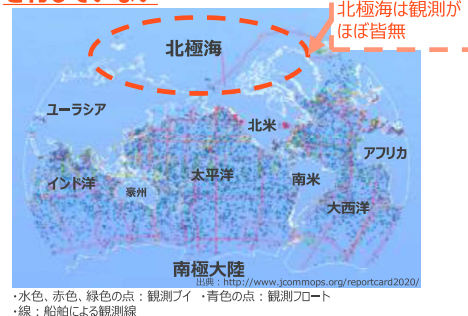 北極海は観測が
ほぼ皆無
北極海
ユーラシア
北米
アフリカ
インド洋
豪州
太平洋
南米
大西洋
南極大陸
出典：http://www.jcommops.org/reportcard2020/
・水色、赤色、緑色の点：観測ブイ ・青色の点：観測フロート
・線：船舶による観測線